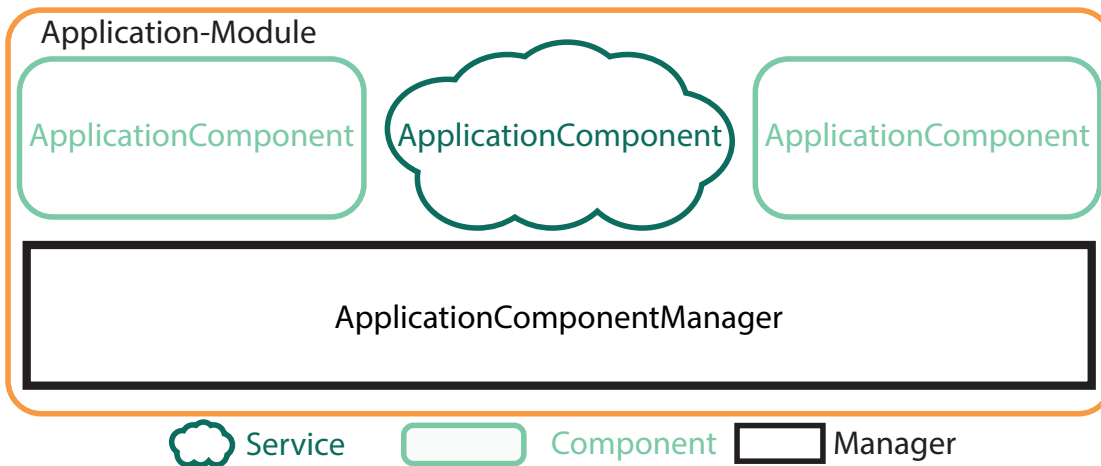 Application-Module
ApplicationComponent
ApplicationComponent
ApplicationComponent
ApplicationComponentManager
Service
Component
Manager